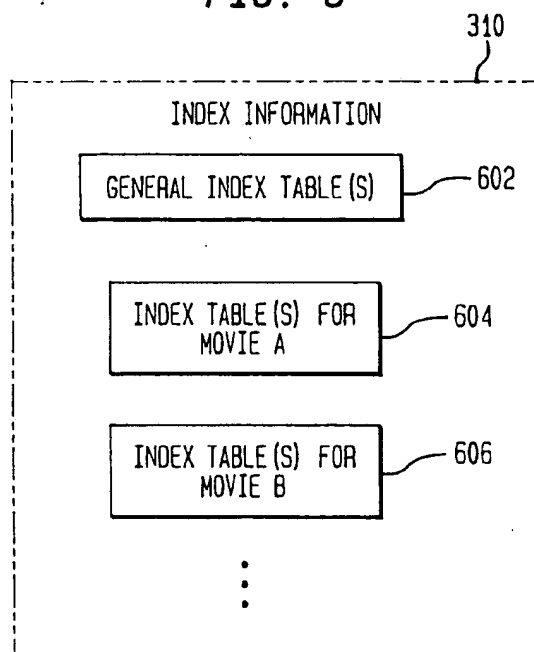 310
INDEX INFORMATION
GENERAL INDEX TABLE(S)
602
INDEX TABLE(S) FOR
MOVIE A
604
INDEX TABLE(S) FOR
MOVIE B
606